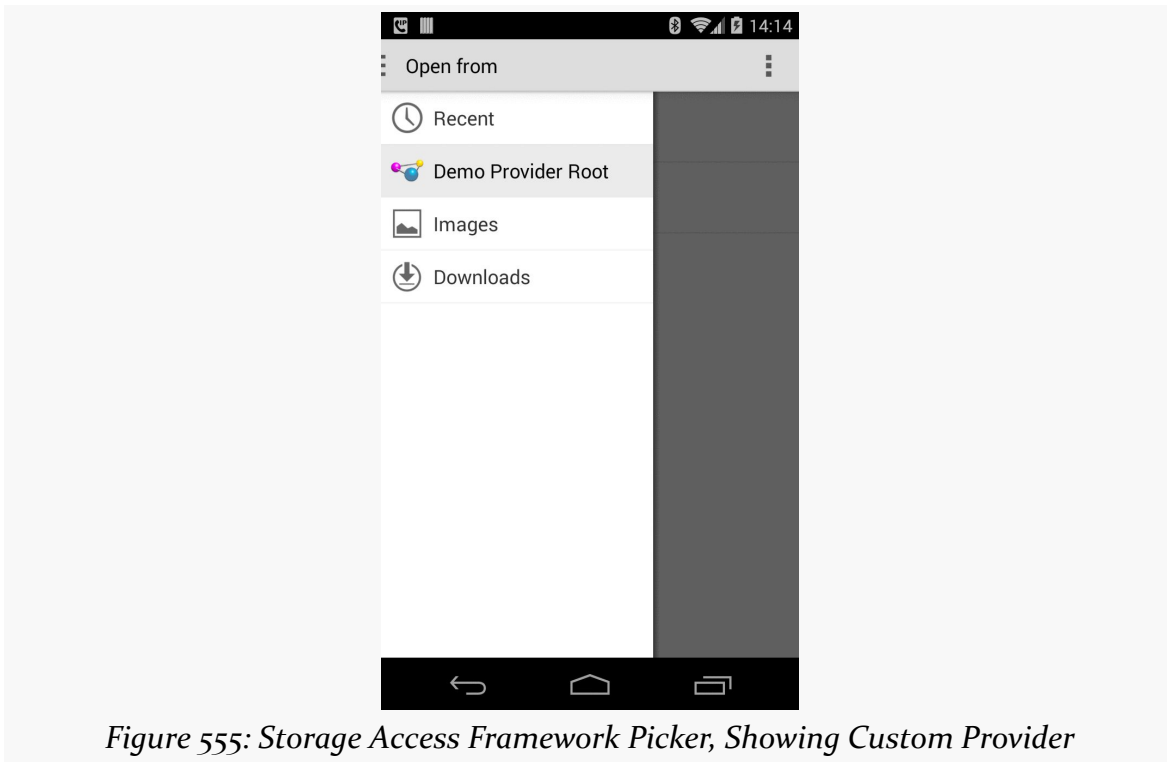 14:14
Open from
Recent
Demo Provider Root
Images
Downloads
Figure 555: Storage Access Framework Picker, Showing Custom Provider